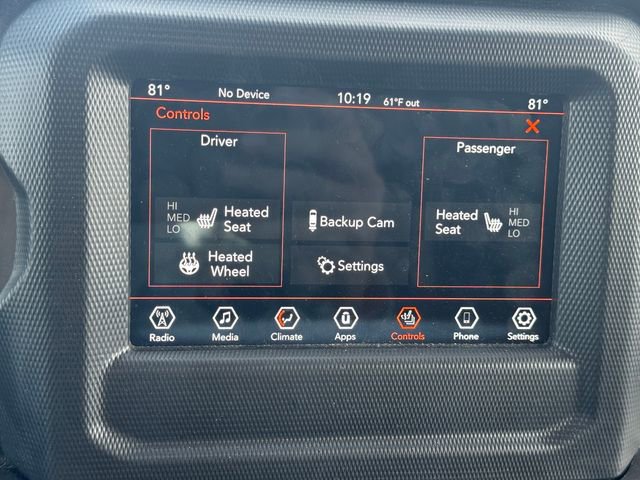 81° No Device 10:19 61°F out 81°
Controls
Driver
HI
MED
LO
Heated
Seat
Heated
Wheel
Backup Cam
Settings
Passenger
Heated
Seat
HI
MED
LO
Radio Media Climate Apps Controls Phone Settings